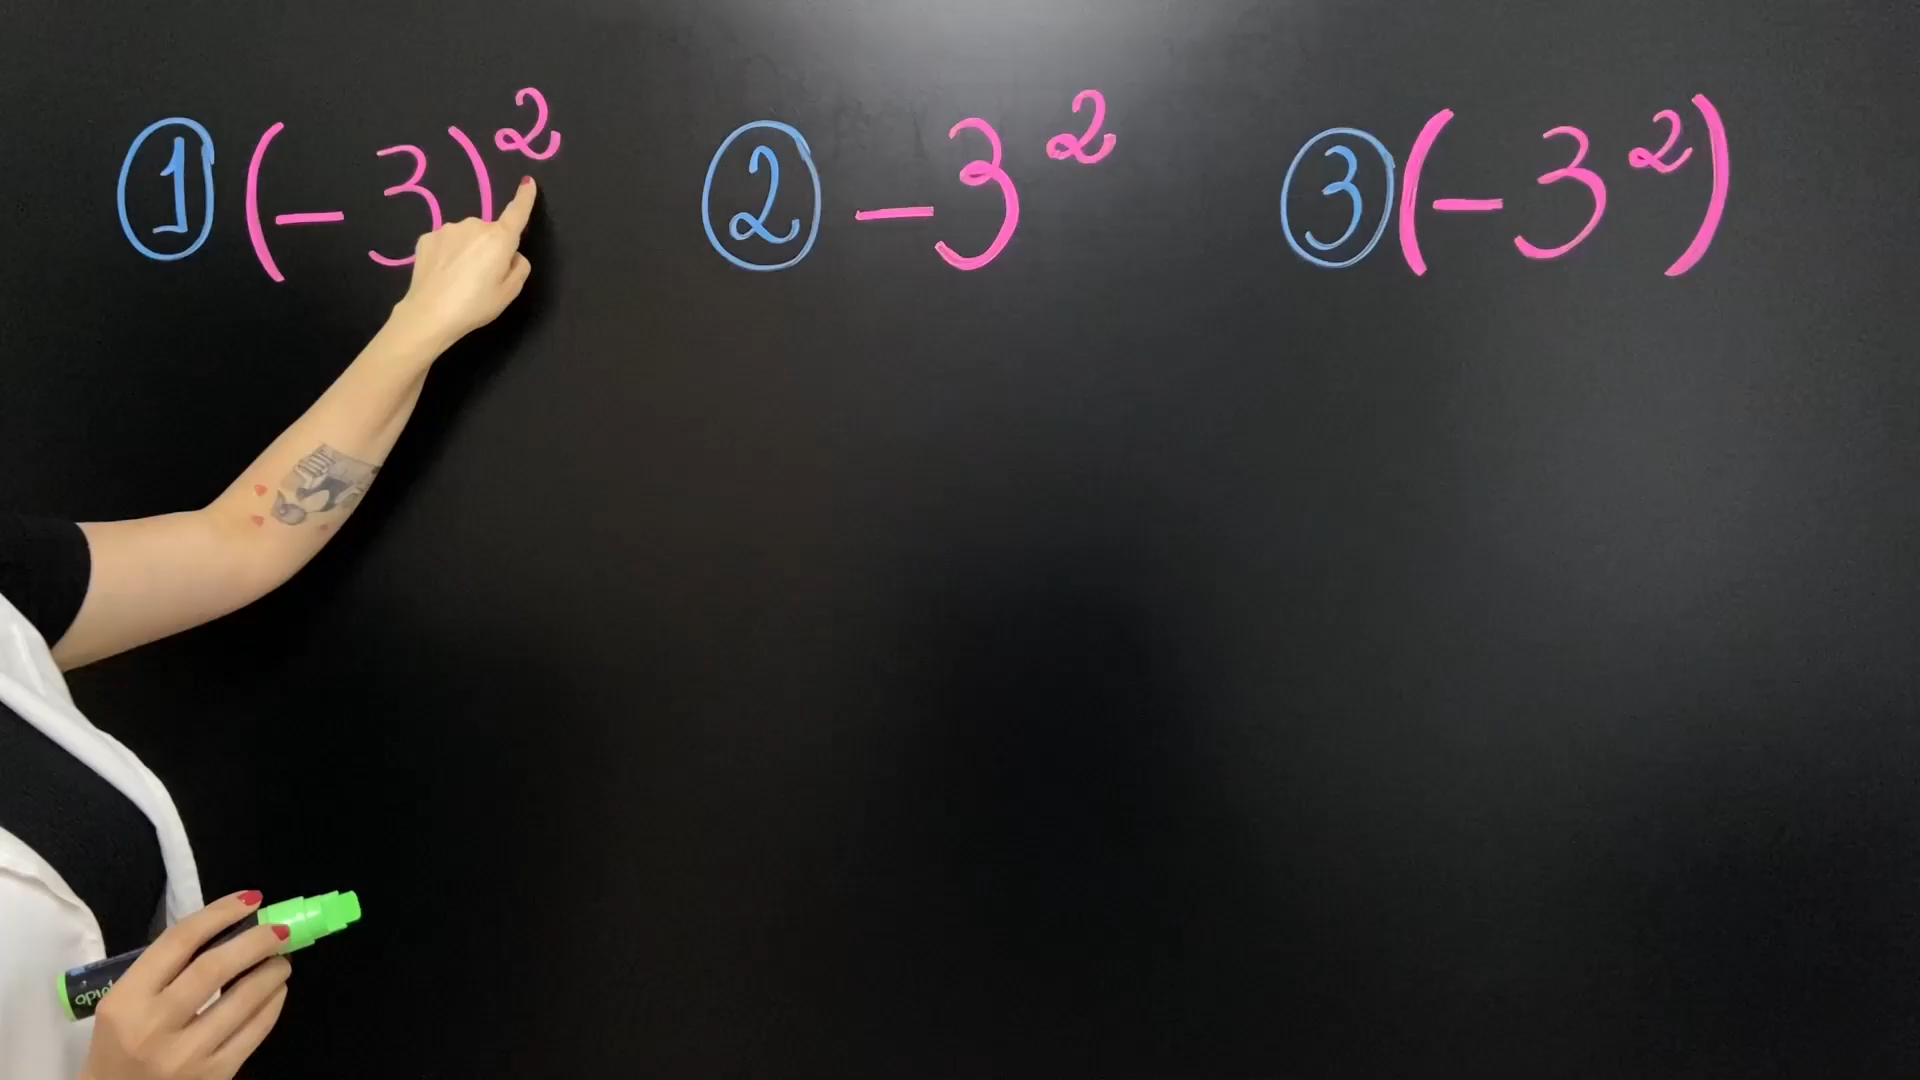 ① (-3)² ② -3² ③ (-3²)